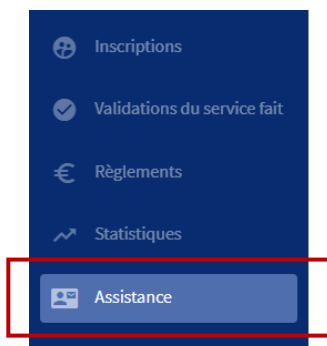 Inscriptions
Validations du service fait
Règlements
Statistiques
Assistance